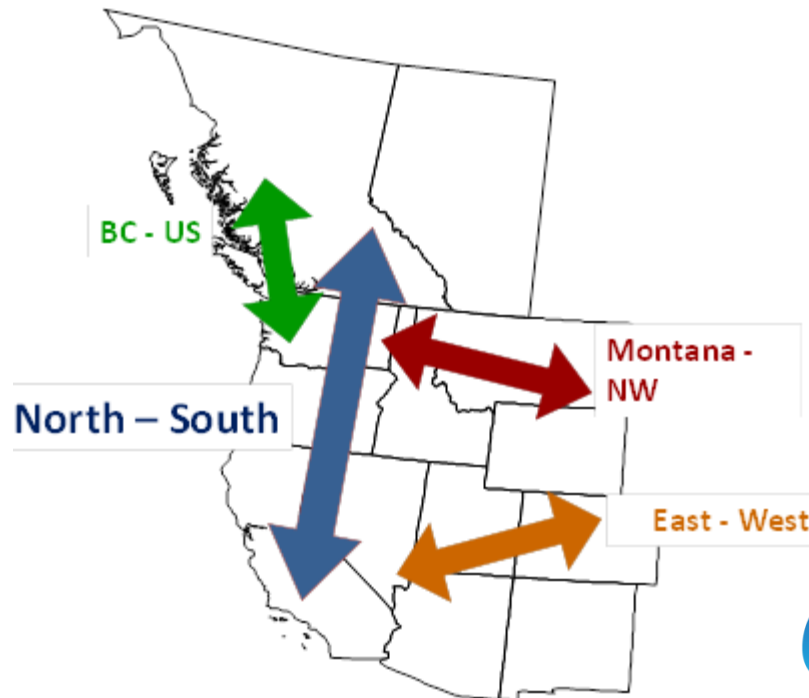 BC - US
Montana -
NW
North – South
East - West